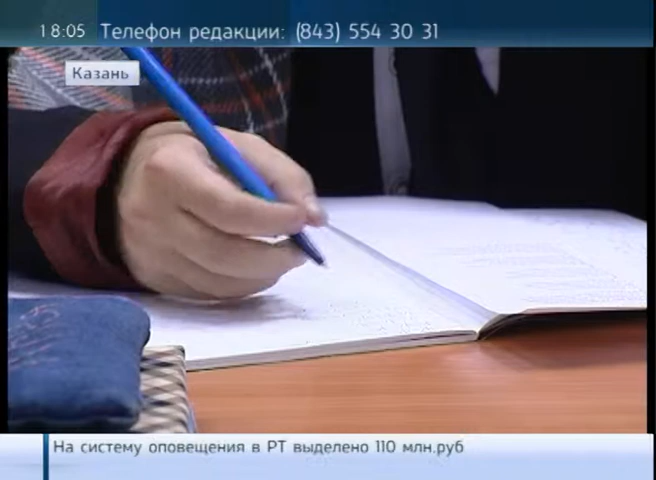 18:05 Телефон редакции: (843) 554 30 31
Казань
На систему оповещения в РТ выделено 110 млн.руб